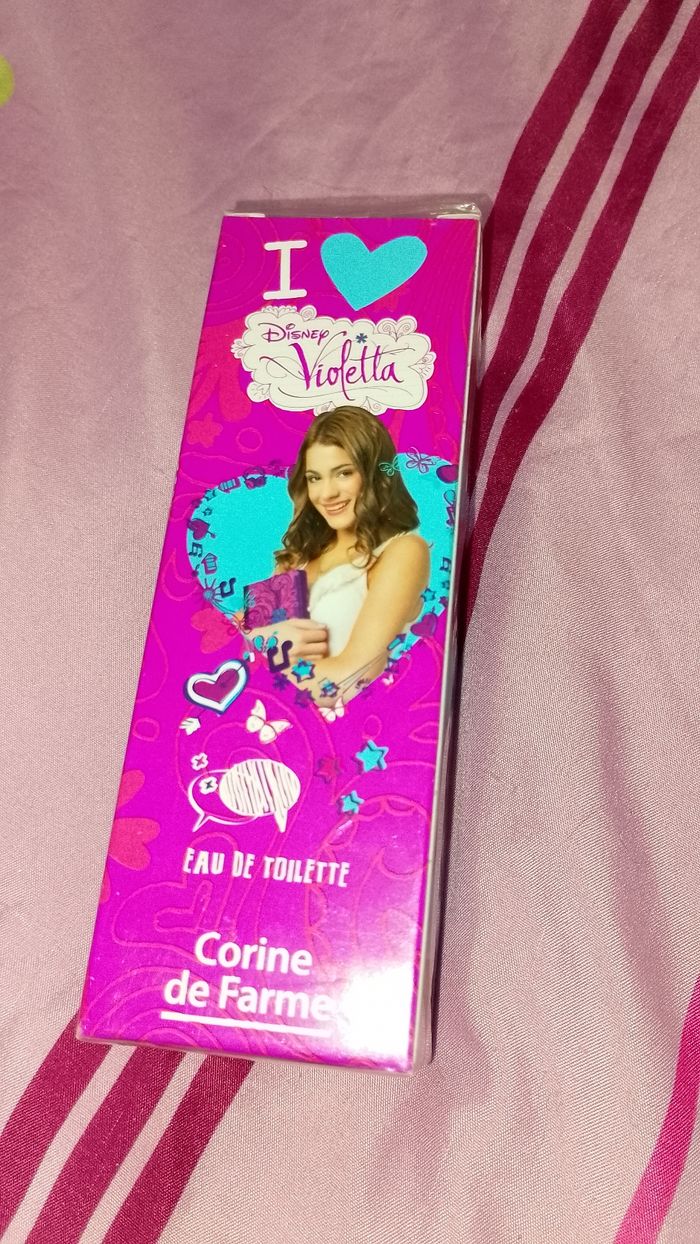 I
Disney
Violetta
EAU DE TOILETTE
Corine
de Farme